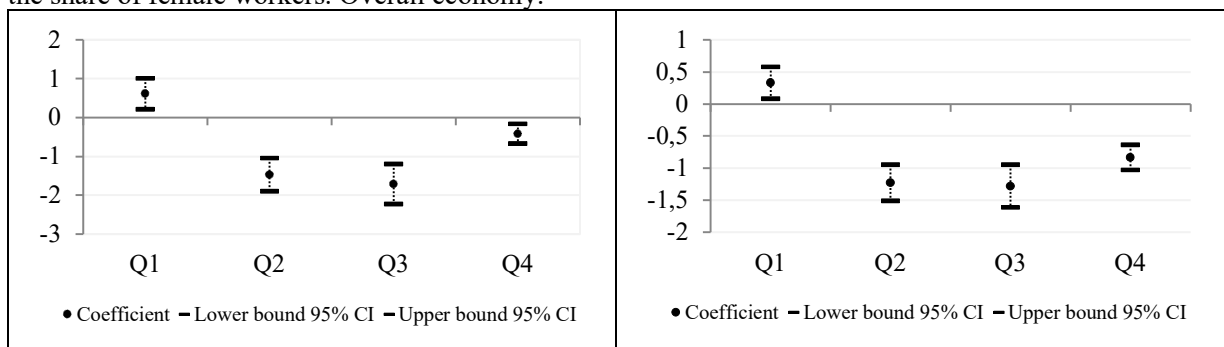 the share of female workers. Overall economy.
2
1
0
-1
-2
-3
Q1 Q2 Q3 Q4
• Coefficient – Lower bound 95% CI – Upper bound 95% CI
1
0,5
0
-0,5
-1
-1,5
-2
Q1 Q2 Q3 Q4
• Coefficient – Lower bound 95% CI – Upper bound 95% CI